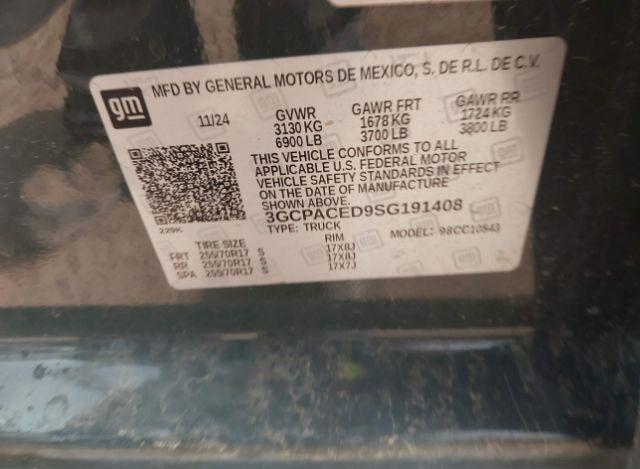 gm
MFD BY GENERAL MOTORS DE MEXICO, S. DE R.L. DE C.V.
11/24
GVWR GAWR FRT GAWR RR
3130 KG 1678 KG 1724 KG
6900 LB 3700 LB 3800 LB
THIS VEHICLE CONFORMS TO ALL
APPLICABLE U.S. FEDERAL MOTOR
VEHICLE SAFETY STANDARDS IN EFFECT
ON THE DATE OF MANUFACTURE
SHOWN ABOVE.
3GCPACED9SG191408
229K
TYPE: TRUCK MODEL: 98CC10543
TIRE SIZE RIM
FRT 255/70R17 S 17X8J
RR 255/70R17 S 17X8J
SPA 255/70R17 S 17X7J